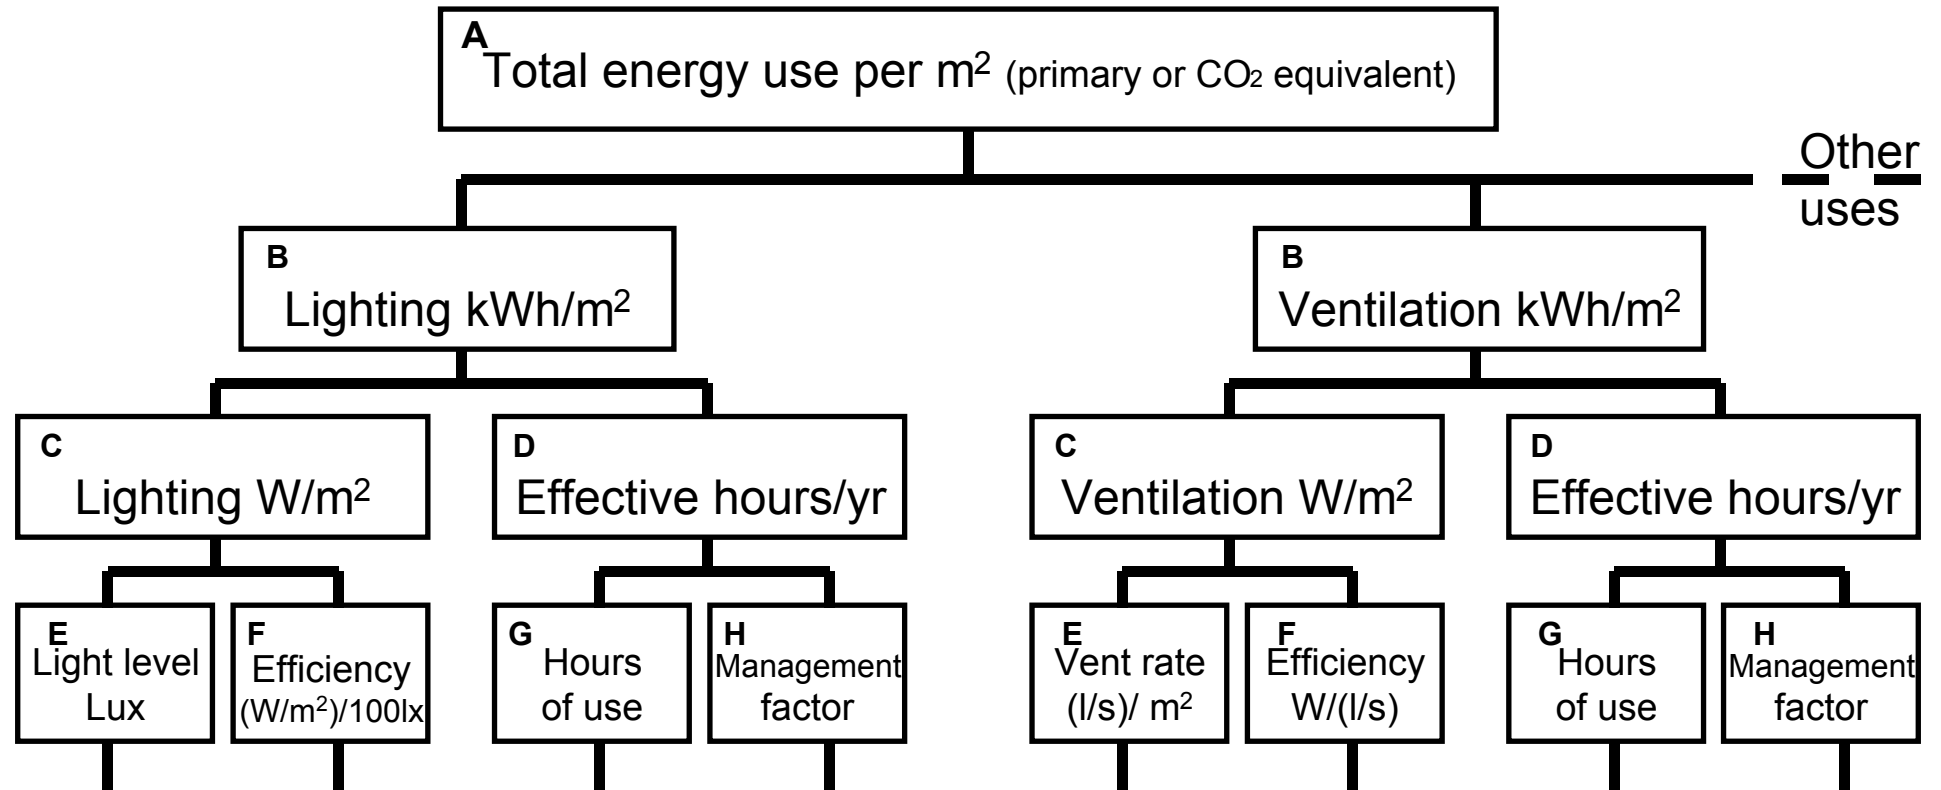 A
Total energy use per m² (primary or CO₂ equivalent)
Other
uses
B
Lighting kWh/m²
B
Ventilation kWh/m²
C
Lighting W/m²
D
Effective hours/yr
C
Ventilation W/m²
D
Effective hours/yr
E
Light level
Lux
F
Efficiency
(W/m²)/100lx
G
Hours
of use
H
Management
factor
E
Vent rate
(l/s)/ m²
F
Efficiency
W/(l/s)
G
Hours
of use
H
Management
factor